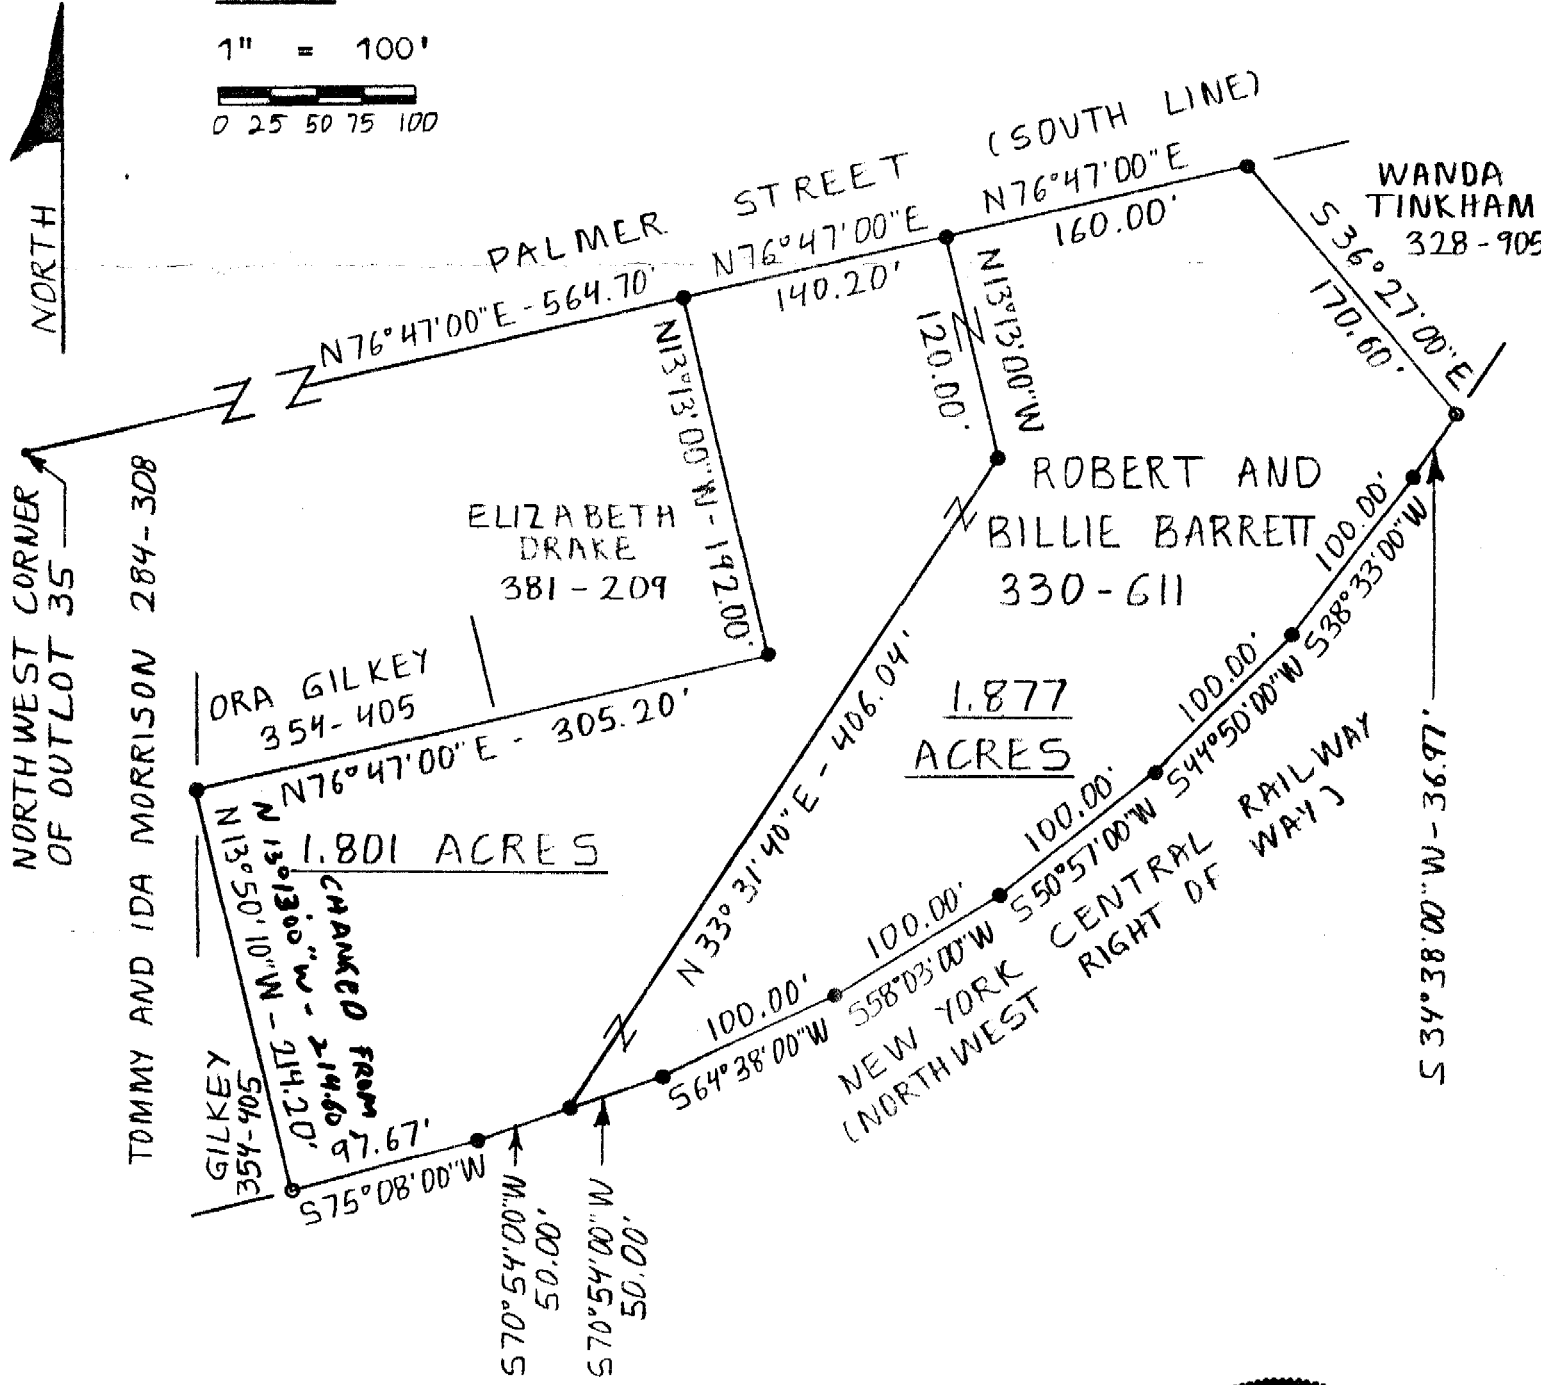 1" = 100'
0 25 50 75 100
NORTH
PALMER STREET (SOUTH LINE)
N76°47'00"E - 564.70'
N76°47'00"E
140.20'
N76°47'00"E
160.00'
WANDA
TINKHAM
328-905
S36°27'00"E
170.60'
N13°13'00"W
120.00'
N13°13'00"W - 192.00'
ELIZABETH
DRAKE
381-209
ROBERT AND
BILLIE BARRETT
330-611
1.877
ACRES
NORTHWEST CORNER
OF OUTLOT 35
TOMMY AND IDA MORRISON 284-308
ORA GILKEY
354-405
N76°47'00"E - 305.20'
1.801 ACRES
N13°50'10"W - 214.20'
CHANGED FROM
N 13°13'00"W - 214.60'
GILKEY
354-405
N 33°31'40"E - 406.04'
97.67'
S75°08'00"W
S70°54'00"W
50.00'
S70°54'00"W
50.00'
100.00'
S64°38'00"W
100.00'
S58°03'00"W
100.00'
S50°57'00"W
100.00'
S44°50'00"W
100.00'
S38°33'00"W
S34°38'00"W - 38.67'
NEW YORK CENTRAL RAILWAY
(NORTHWEST RIGHT OF WAY)